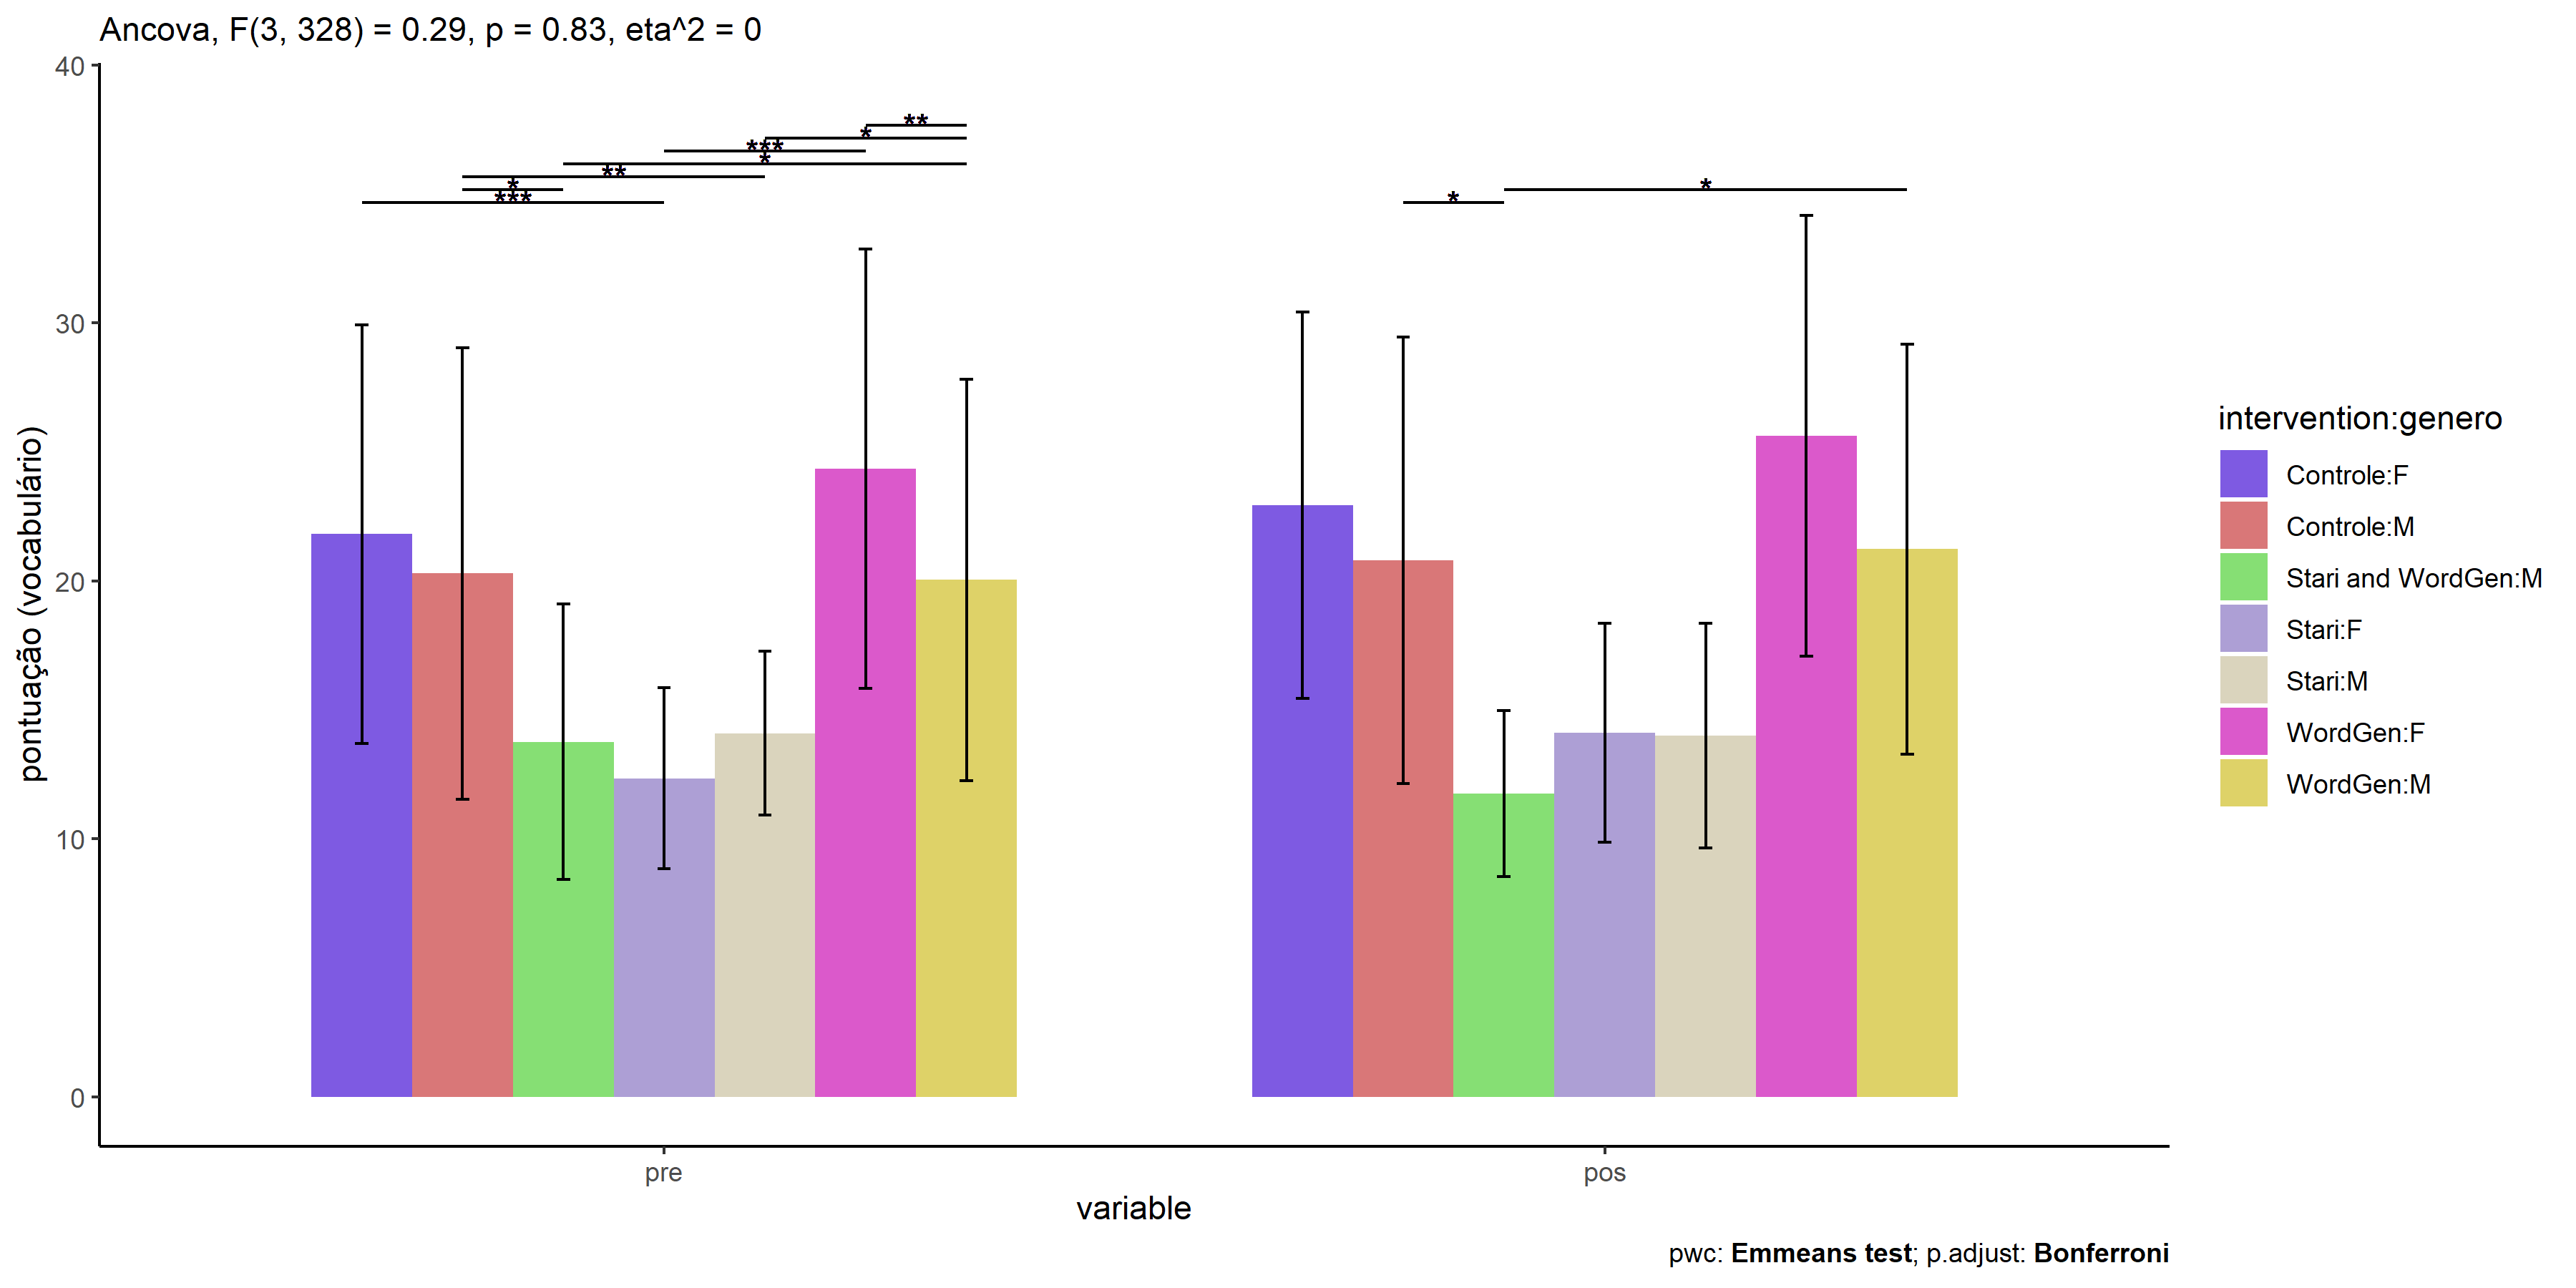 Ancova, F(3, 328) = 0.29, p = 0.83, eta^2 = 0
40
30
20
10
0
pontuação (vocabulário)
**
*
***
*
**
*
***
*
*
pre
pos
variable
intervention:genero
Controle:F
Controle:M
Stari and WordGen:M
Stari:F
Stari:M
WordGen:F
WordGen:M
pwc: Emmeans test; p.adjust: Bonferroni